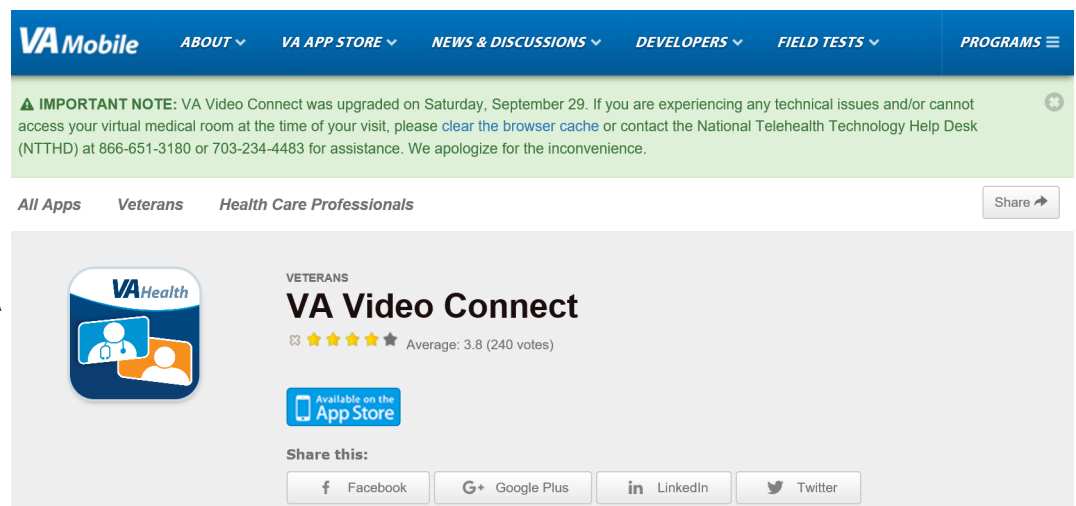 VA Mobile ABOUT VA APP STORE NEWS & DISCUSSIONS DEVELOPERS FIELD TESTS PROGRAMS
IMPORTANT NOTE: VA Video Connect was upgraded on Saturday, September 29. If you are experiencing any technical issues and/or cannot
access your virtual medical room at the time of your visit, please clear the browser cache or contact the National Telehealth Technology Help Desk
(NTTHD) at 866-651-3180 or 703-234-4483 for assistance. We apologize for the inconvenience.
All Apps Veterans Health Care Professionals Share
VA Health
VETERANS
VA Video Connect
Average: 3.8 (240 votes)
Available on the
App Store
Share this:
f Facebook G+ Google Plus in LinkedIn Twitter